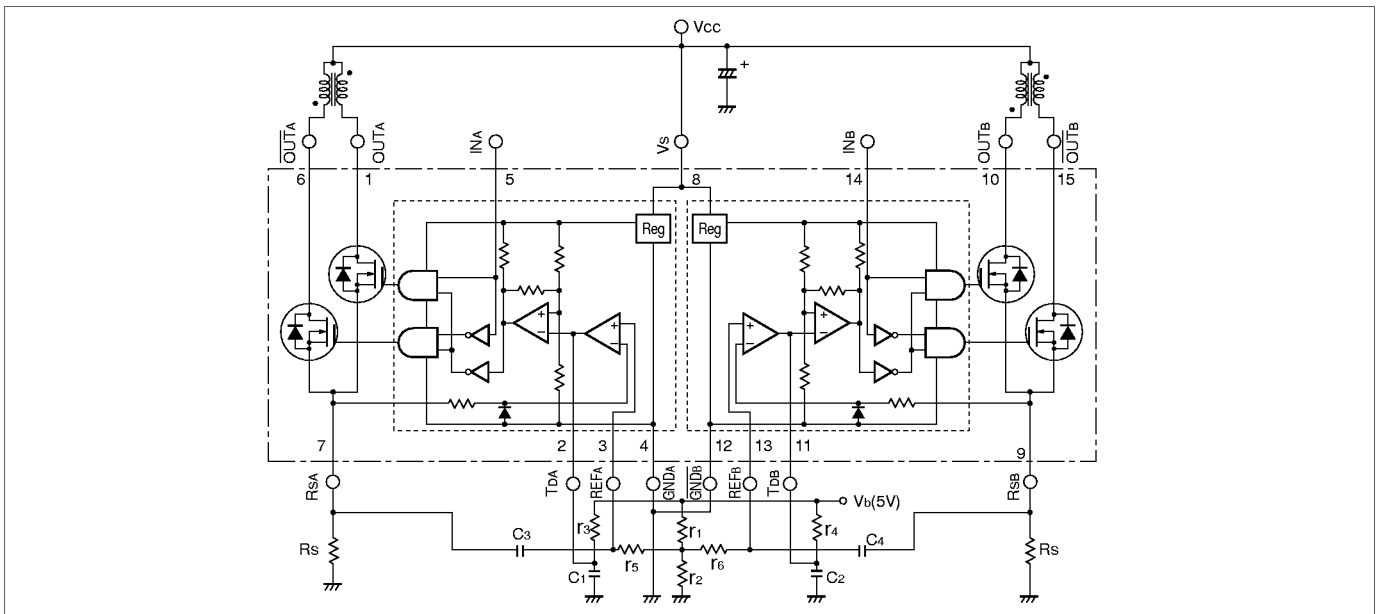 Vcc
+
OUTA OUTA INA Vs INB OUTB OUTB
6 1 5 8 14 10 15
Reg Reg
+ − + − + − + −
7 2 3 4 12 13 11 9
RSA TDA REFA GNDA GNDB REFB TDB RSB
Vb(5V)
r3 r1 r4
C3 C4
Rs r5 r6 Rs
C1 r2 C2